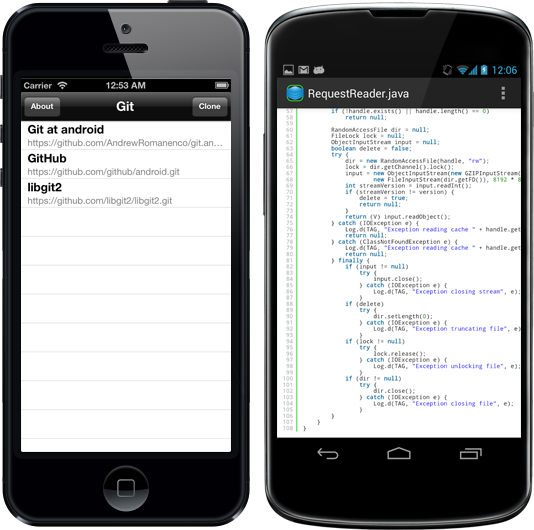 Carrier 12:53 AM
About Git Clone
Git at android
https://github.com/AndrewRomanenco/git.an...
GitHub
https://github.com/github/android.git
libgit2
https://github.com/libgit2/libgit2.git
12:06
RequestReader.java
57 if (!handle.exists() || handle.length() == 0)
58 return null;
59
60 RandomAccessFile dir = null;
61 FileLock lock = null;
62 ObjectInputStream input = null;
63 boolean delete = false;
64 try {
65 dir = new RandomAccessFile(handle, "rw");
66 lock = dir.getChannel().lock();
67 input = new ObjectInputStream(new GZIPInputStream(
68 new FileInputStream(dir.getFD()), 8192 * 8
69 int streamVersion = input.readInt();
70 if (streamVersion != version) {
71 delete = true;
72 return null;
73 }
74 return (V) input.readObject();
75 } catch (IOException e) {
76 Log.d(TAG, "Exception reading cache " + handle.get
77 return null;
78 } catch (ClassNotFoundException e) {
79 Log.d(TAG, "Exception reading cache " + handle.get
80 return null;
81 } finally {
82 if (input != null)
83 try {
84 input.close();
85 } catch (IOException e) {
86 Log.d(TAG, "Exception closing stream", e);
87 }
88 if (delete)
89 try {
90 dir.setLength(0);
91 } catch (IOException e) {
92 Log.d(TAG, "Exception truncating file", e)
93 }
94 if (lock != null)
95 try {
96 lock.release();
97 } catch (IOException e) {
98 Log.d(TAG, "Exception unlocking file", e);
99 }
100 if (dir != null)
101 try {
102 dir.close();
103 } catch (IOException e) {
104 Log.d(TAG, "Exception closing file", e);
105 }
106 }
107 }
108 }